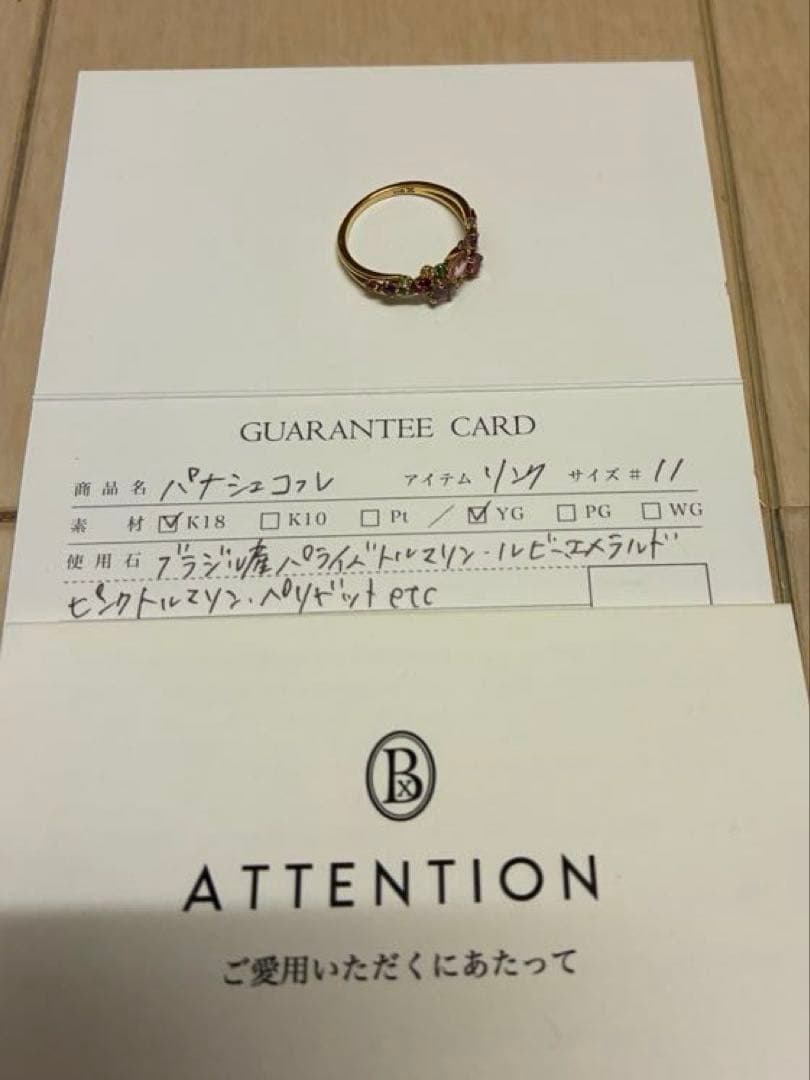 GUARANTEE CARD
商品名 パナシェコフレ アイテム リング サイズ # 11
素材 ☑K18 □K10 □Pt / ☑YG □PG □WG
使用石 ブラジル産パライバトルマリン・ルビー・エメラルド
ピンクトルマリン・ペリドット etc
Bx
ATTENTION
ご愛用いただくにあたって